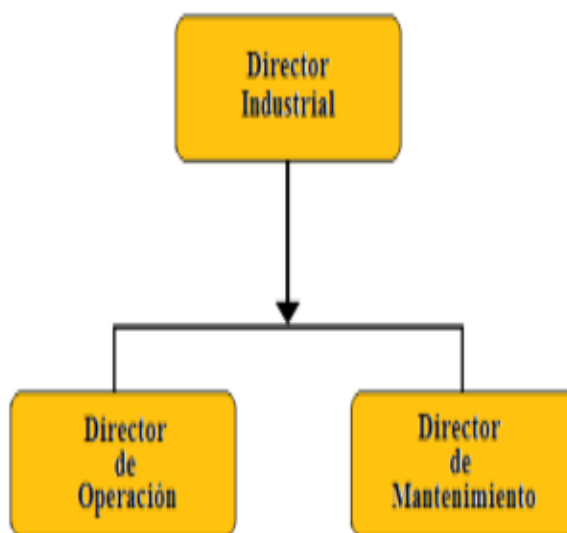 Director
Industrial
Director
de
Operación
Director
de
Mantenimiento